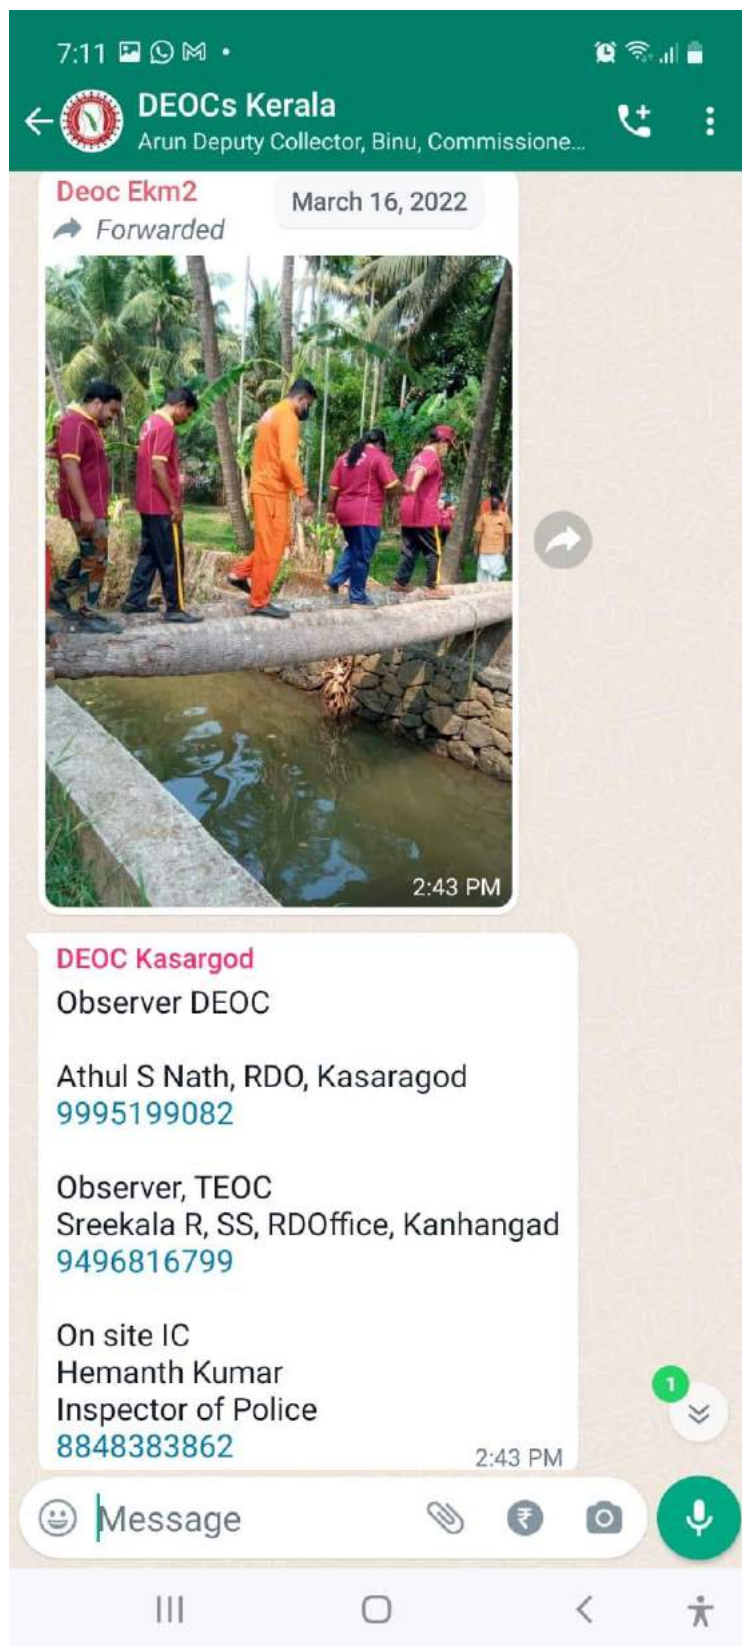 7:11
DEOCs Kerala
Arun Deputy Collector, Binu, Commissione...
Deoc Ekm2
March 16, 2022
Forwarded
2:43 PM
DEOC Kasargod
Observer DEOC
Athul S Nath, RDO, Kasaragod
9995199082
Observer, TEOC
Sreekala R, SS, RDOffice, Kanhangad
9496816799
On site IC
Hemanth Kumar
Inspector of Police
8848383862
2:43 PM
1
Message